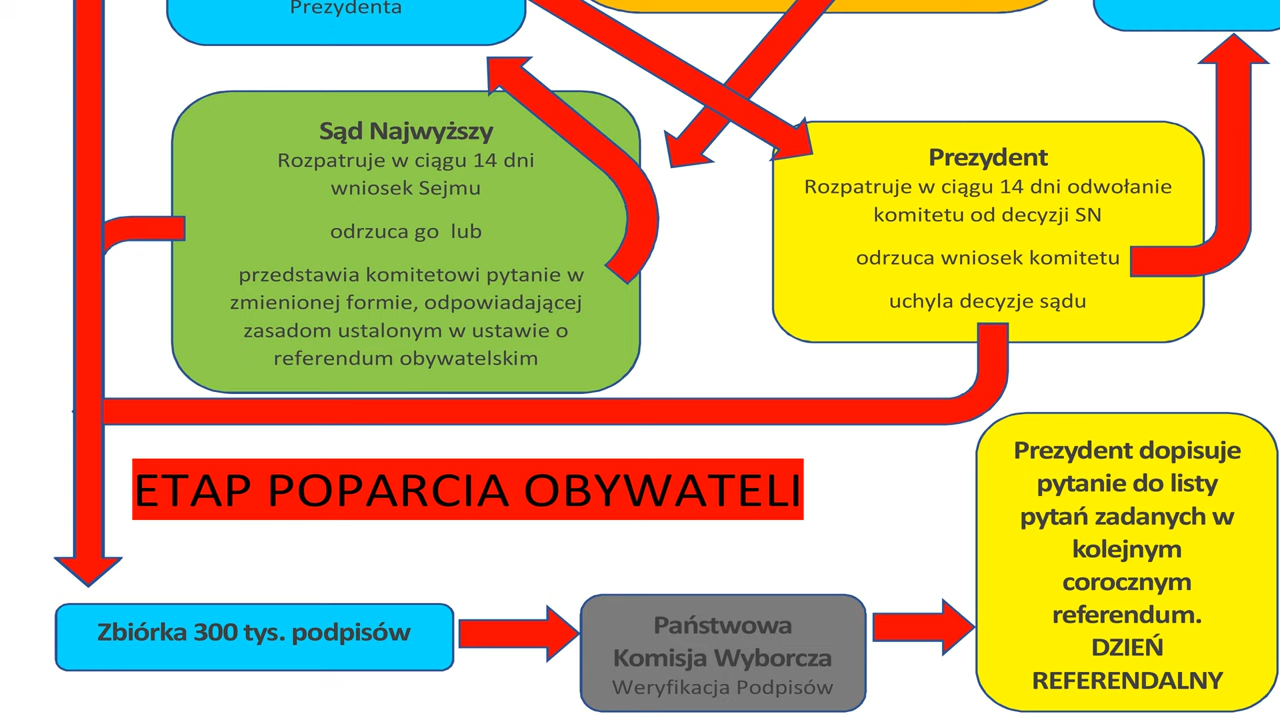 Prezydenta
Sąd Najwyższy
Rozpatruje w ciągu 14 dni
wniosek Sejmu
odrzuca go lub
przedstawia komitetowi pytanie w
zmienionej formie, odpowiadającej
zasadom ustalonym w ustawie o
referendum obywatelskim
Prezydent
Rozpatruje w ciągu 14 dni odwołanie
komitetu od decyzji SN
odrzuca wniosek komitetu
uchyla decyzje sądu
ETAP POPARCIA OBYWATELI
Zbiórka 300 tys. podpisów
Państwowa
Komisja Wyborcza
Weryfikacja Podpisów
Prezydent dopisuje
pytanie do listy
pytań zadanych w
kolejnym
corocznym
referendum.
DZIEŃ
REFERENDALNY